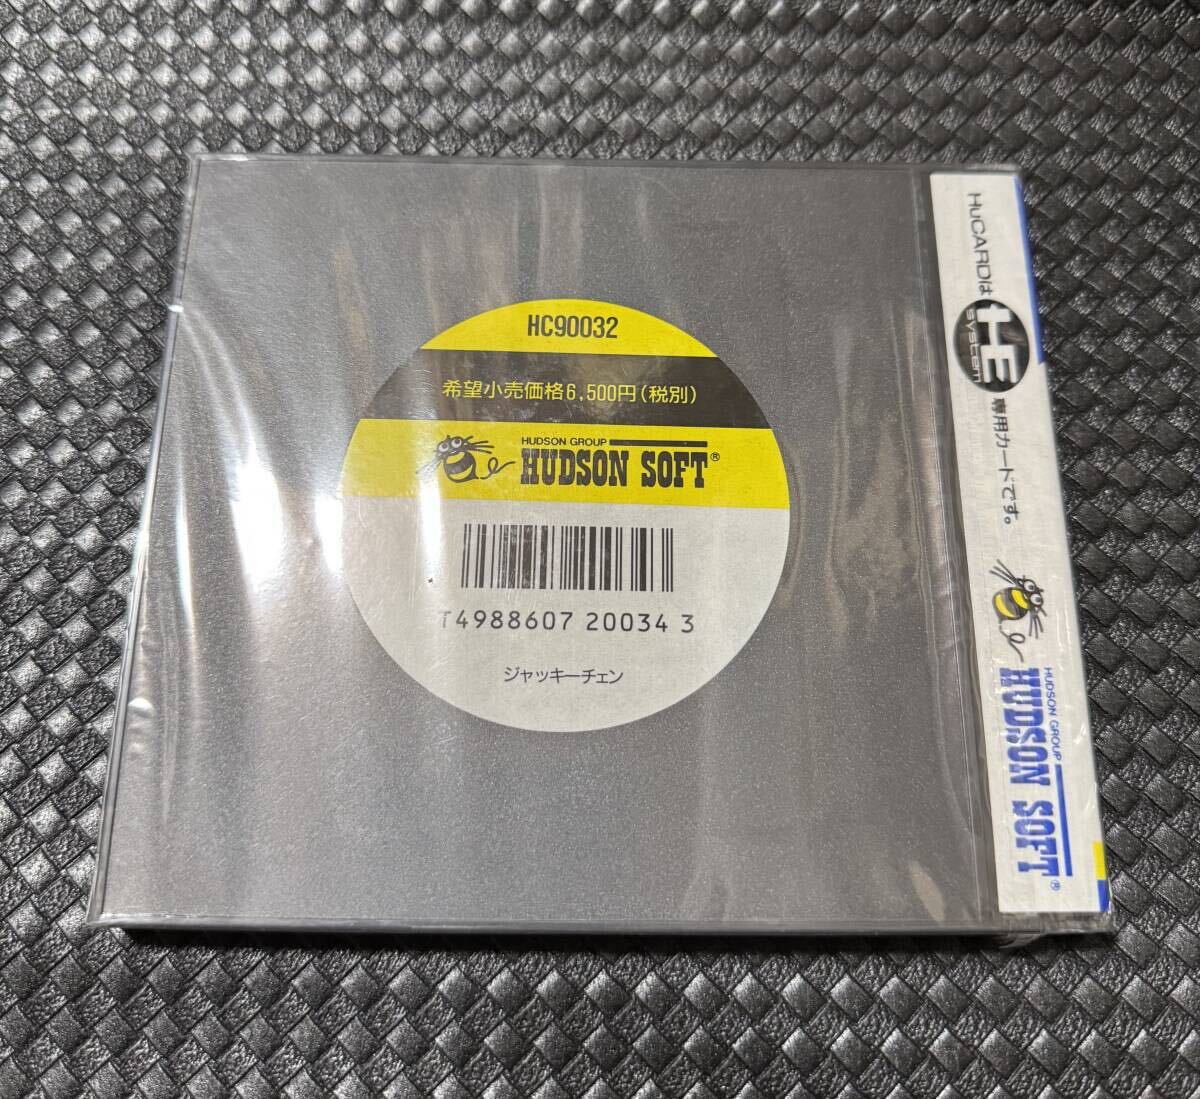 HC90032
希望小売価格6,500円(税別)
HUDSON GROUP
HUDSON SOFT®
T4988607 20034 3
ジャッキーチェン
HuCARDは HE system 専用カードです。
HUDSON GROUP
HUDSON SOFT®